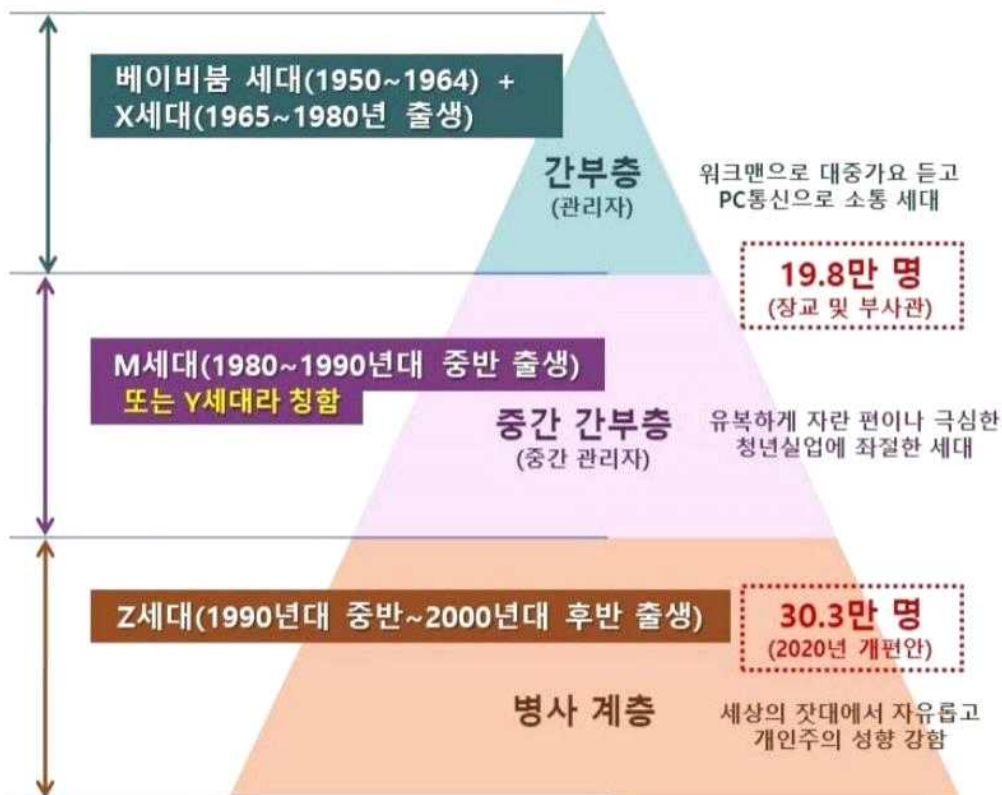 베이비붐 세대(1950~1964) +
X세대(1965~1980년 출생)
간부층
(관리자)
워크맨으로 대중가요 듣고
PC통신으로 소통 세대
19.8만 명
(장교 및 부사관)
M세대(1980~1990년대 중반 출생)
또는 Y세대라 칭함
중간 간부층
(중간 관리자)
유복하게 자란 편이나 극심한
청년실업에 좌절한 세대
Z세대(1990년대 중반~2000년대 후반 출생)
30.3만 명
(2020년 개편안)
병사 계층
세상의 잣대에서 자유롭고
개인주의 성향 강함